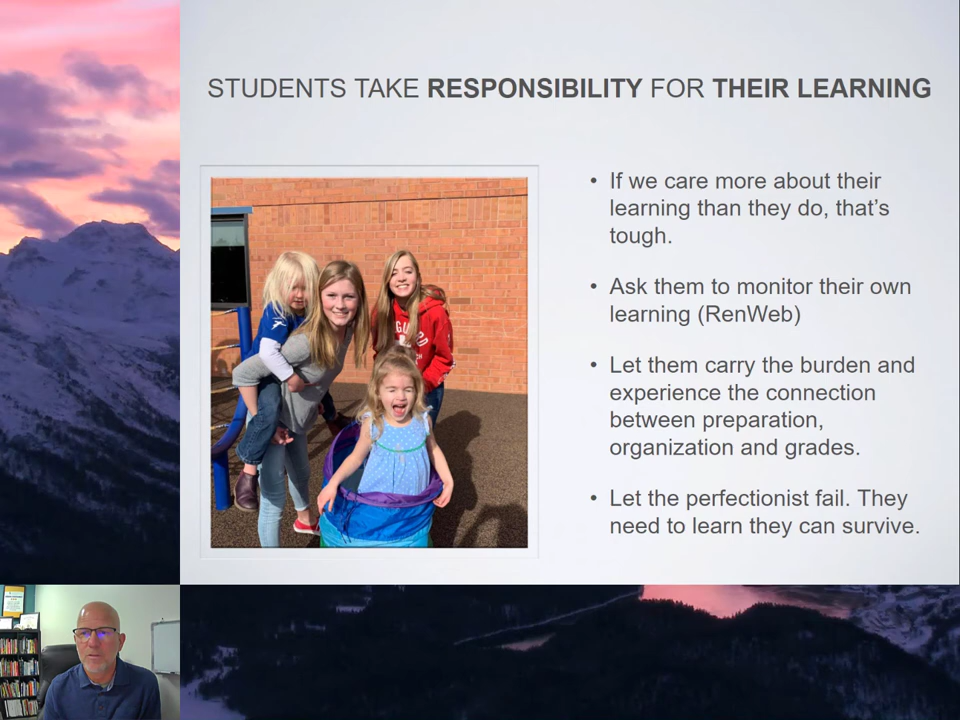 STUDENTS TAKE RESPONSIBILITY FOR THEIR LEARNING
• If we care more about their
learning than they do, that's
tough.
• Ask them to monitor their own
learning (RenWeb)
• Let them carry the burden and
experience the connection
between preparation,
organization and grades.
• Let the perfectionist fail. They
need to learn they can survive.